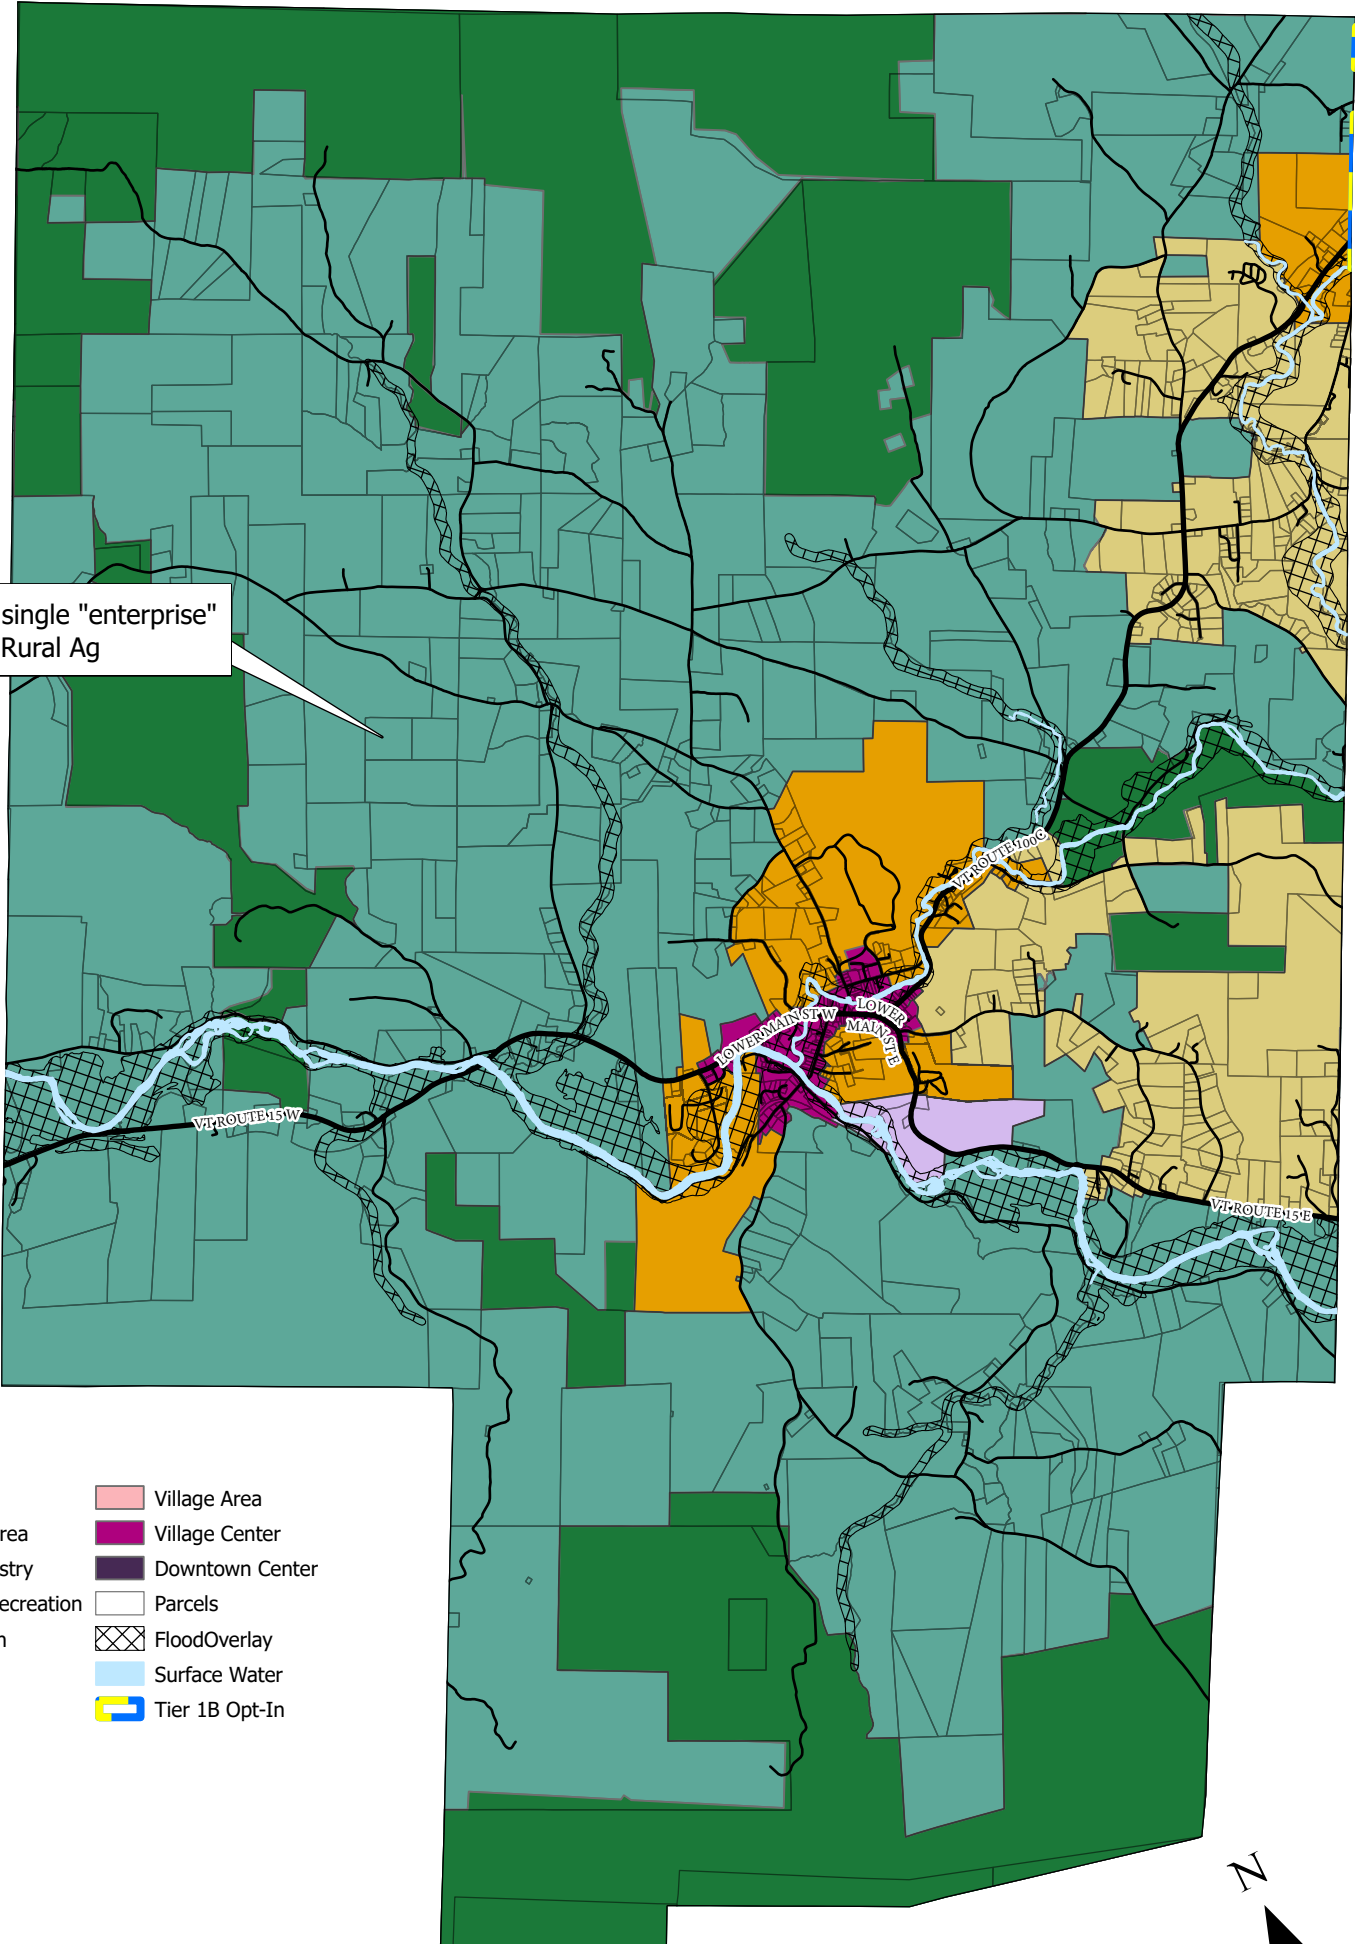 single "enterprise"
Rural Ag
VT ROUTE 100C
LOWER MAIN ST W
LOWER
MAIN ST E
VT ROUTE 15 W
VT ROUTE 15 E
Village Area
rea
Village Center
stry
Downtown Center
ecreation
Parcels
n
FloodOverlay
Surface Water
Tier 1B Opt-In
N